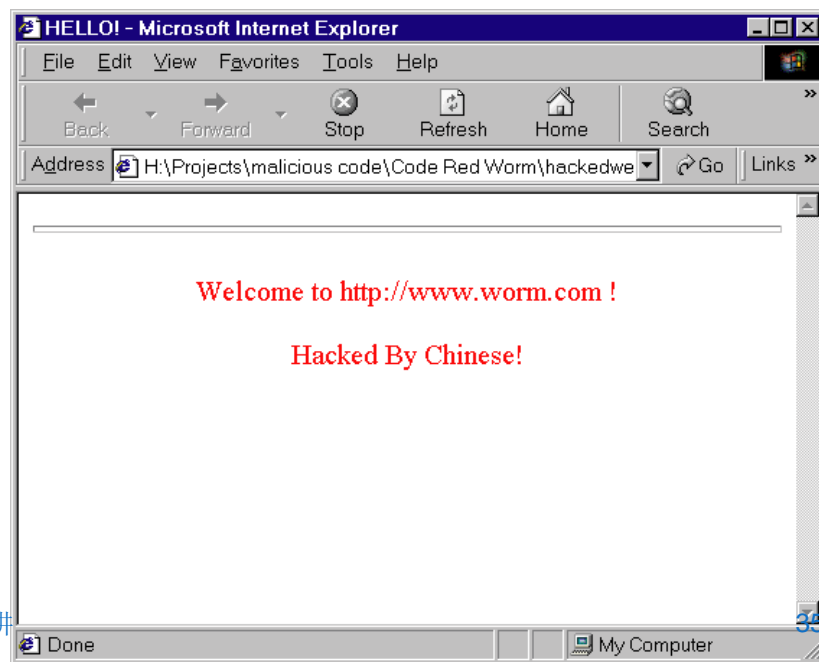 HELLO! - Microsoft Internet Explorer
File Edit View Favorites Tools Help
Back Forward Stop Refresh Home Search »
Address H:\Projects\malicious code\Code Red Worm\hackedwe Go Links »
Welcome to http://www.worm.com !
Hacked By Chinese!
讲
Done My Computer